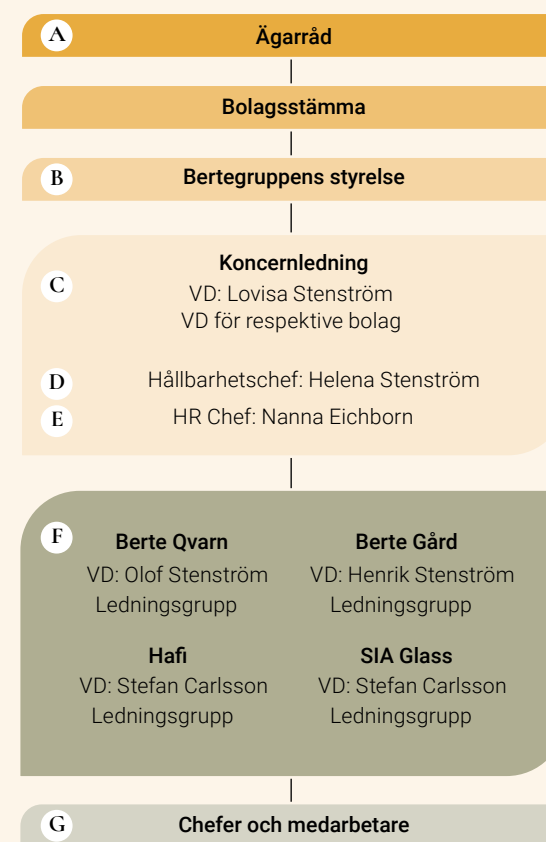 A
Ägarråd
Bolagsstämma
B
Bertegruppens styrelse
Koncernledning
C
VD: Lovisa Stenström
VD för respektive bolag
D
Hållbarhetschef: Helena Stenström
E
HR Chef: Nanna Eichborn
F
Berte Qvarn
VD: Olof Stenström
Ledningsgrupp
Berte Gård
VD: Henrik Stenström
Ledningsgrupp
Hafi
VD: Stefan Carlsson
Ledningsgrupp
SIA Glass
VD: Stefan Carlsson
Ledningsgrupp
G
Chefer och medarbetare